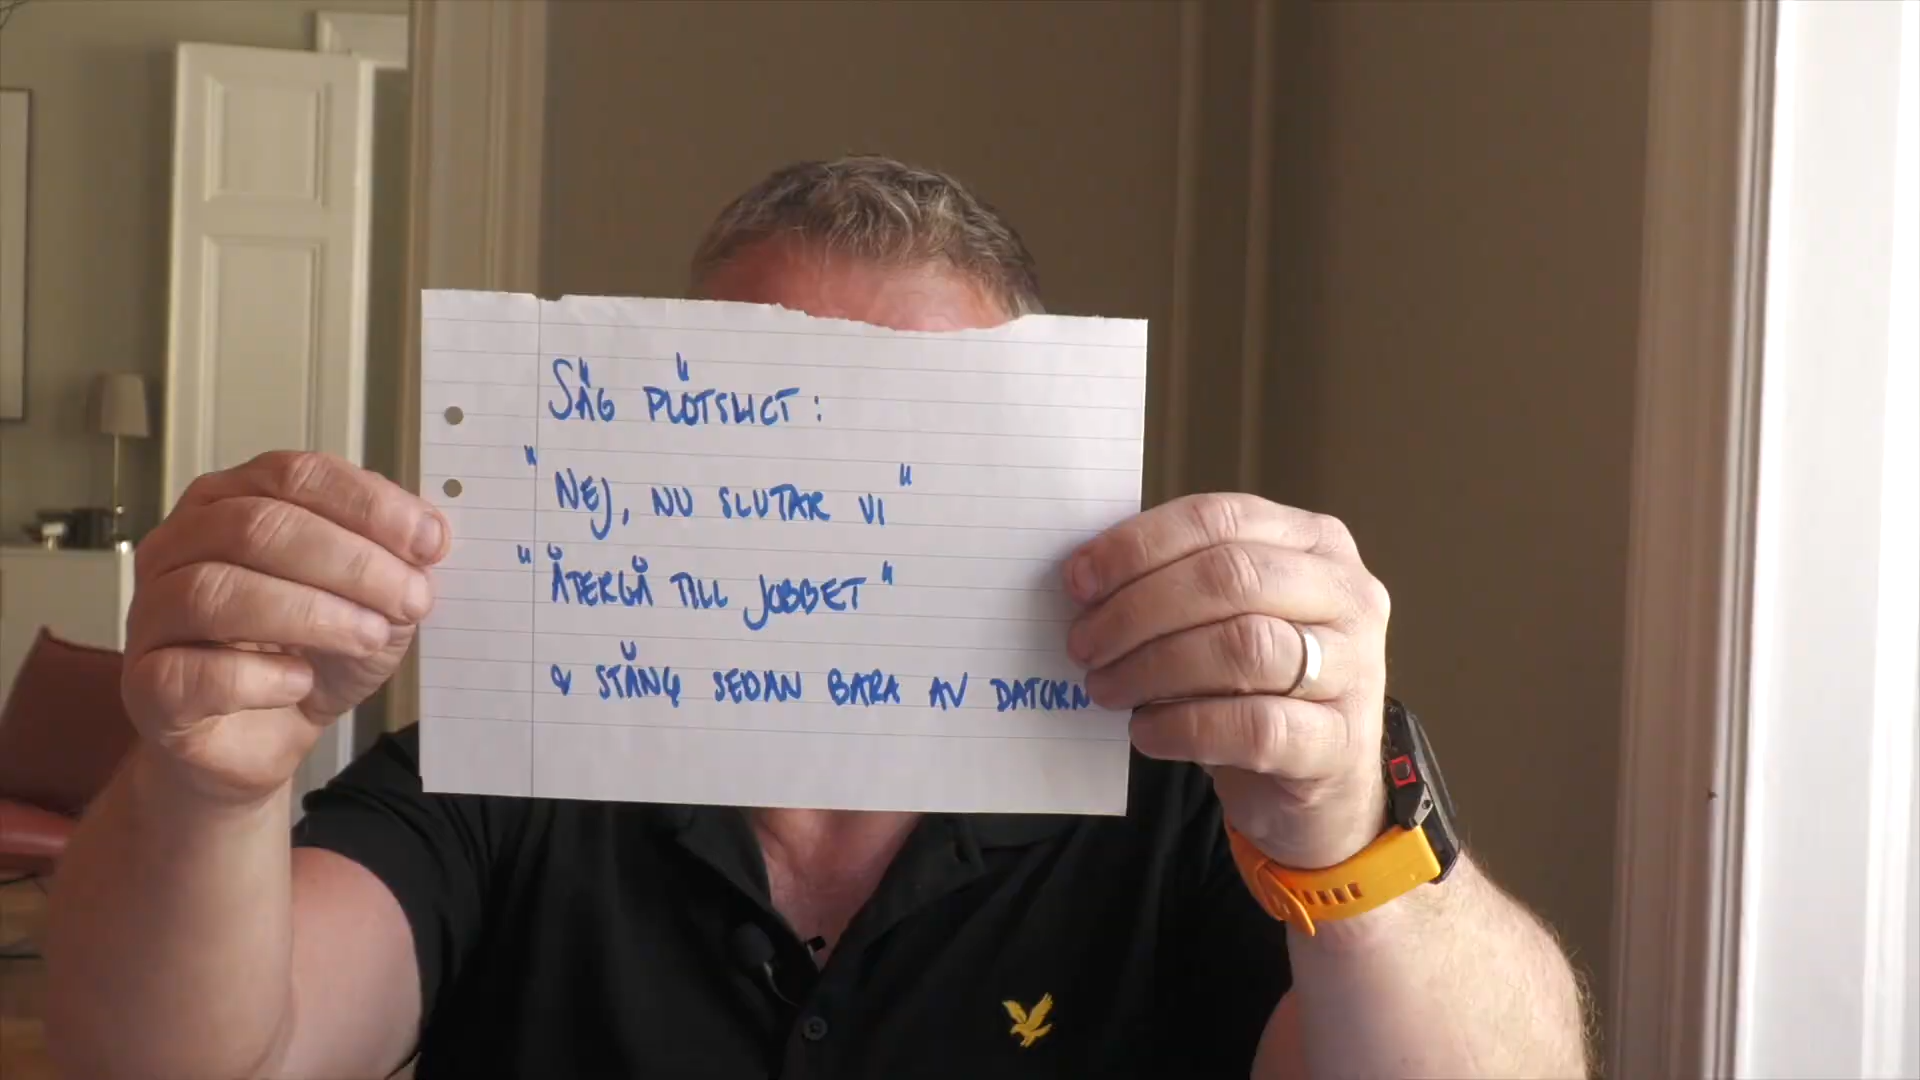 SÄG PLÖTSLIGT:
"NEJ, NU SLUTAR VI"
"ÅTERGÅ TILL JOBBET"
& STÄNG SEDAN BARA AV DATORN